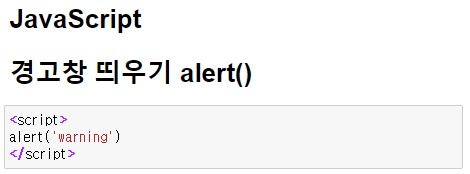 JavaScript
경고창 띄우기 alert()
<script>
alert('warning')
</script>